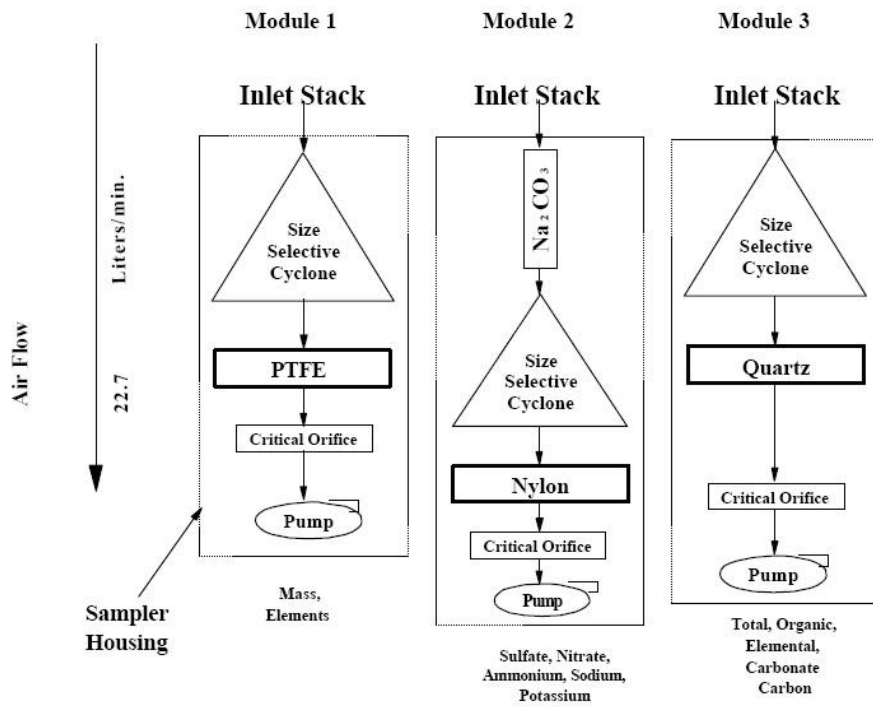 Module 1
Module 2
Module 3
Air Flow
22.7 Liters/min.
Inlet Stack
Size
Selective
Cyclone
PTFE
Critical Orifice
Pump
Mass,
Elements
Sampler
Housing
Inlet Stack
Na2CO3
Size
Selective
Cyclone
Nylon
Critical Orifice
Pump
Sulfate, Nitrate,
Ammonium, Sodium,
Potassium
Inlet Stack
Size
Selective
Cyclone
Quartz
Critical Orifice
Pump
Total, Organic,
Elemental,
Carbonate
Carbon